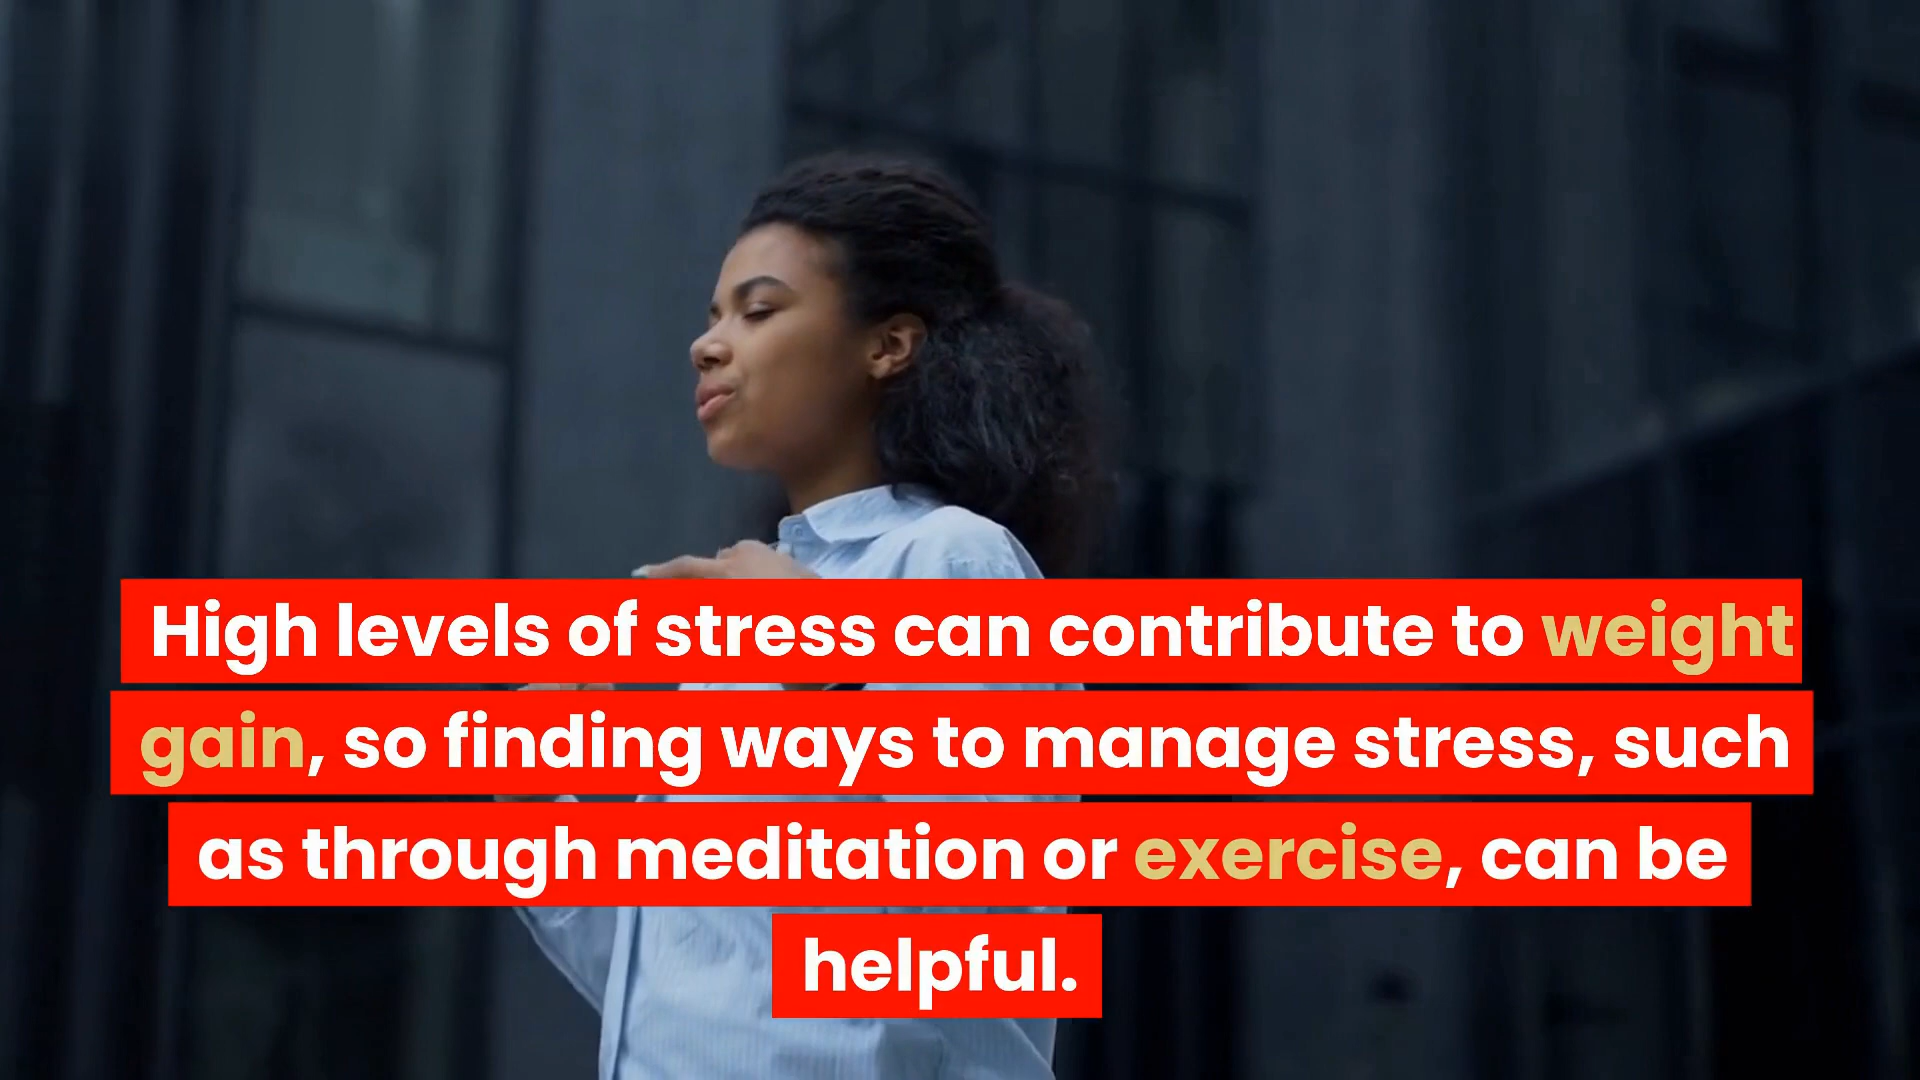 High levels of stress can contribute to weight
gain, so finding ways to manage stress, such
as through meditation or exercise, can be
helpful.